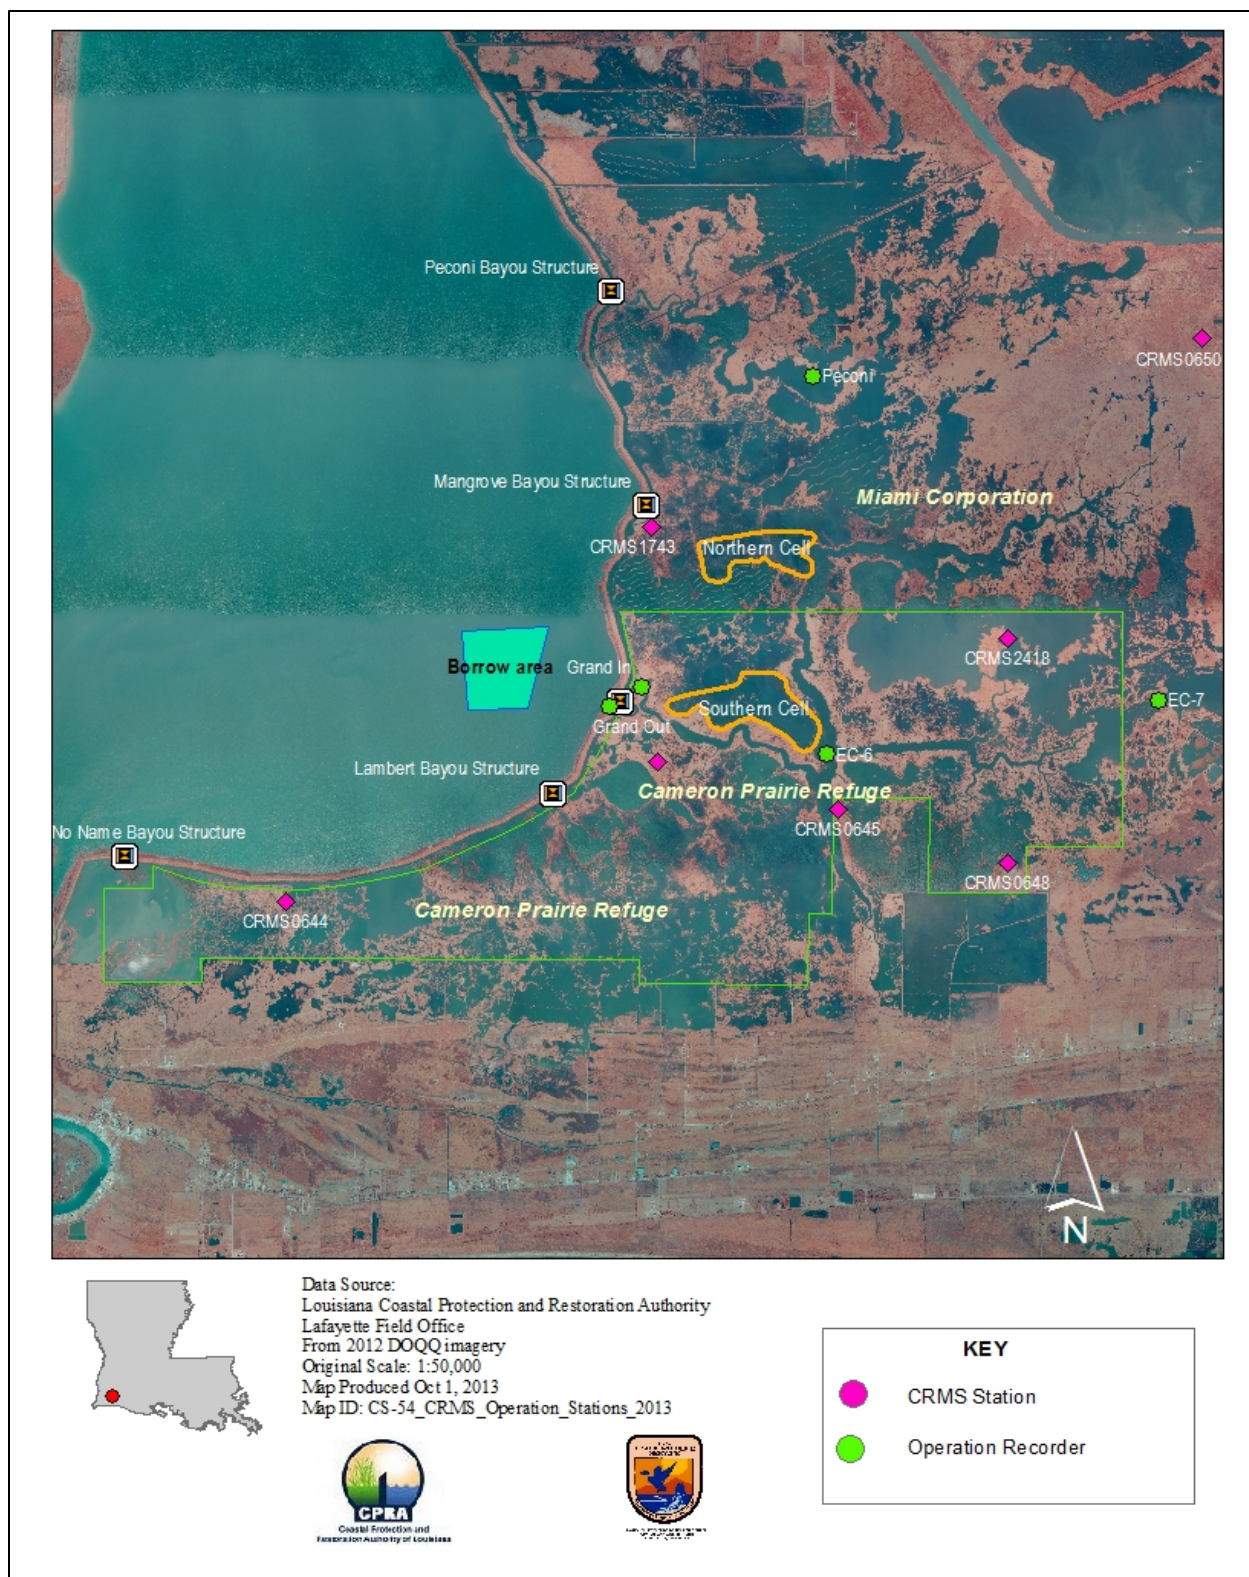 Peconi Bayou Structure
CRMS0650
Peconi
Mangrove Bayou Structure
Miami Corporation
CRMS1743
Northern Cell
Borrow area
Grand In
CRMS2418
Southern Cell
EC-7
Grand Out
EC-6
Lambert Bayou Structure
Cameron Prairie Refuge
CRMS0645
No Name Bayou Structure
CRMS0648
Cameron Prairie Refuge
CRMS0644
N
Data Source:
Louisiana Coastal Protection and Restoration Authority
Lafayette Field Office
From 2012 DOQQ imagery
Original Scale: 1:50,000
Map Produced Oct 1, 2013
Map ID: CS-54_CRMS_Operation_Stations_2013
KEY
CRMS Station
Operation Recorder
CPRA
Coastal Protection and
Restoration Authority of Louisiana